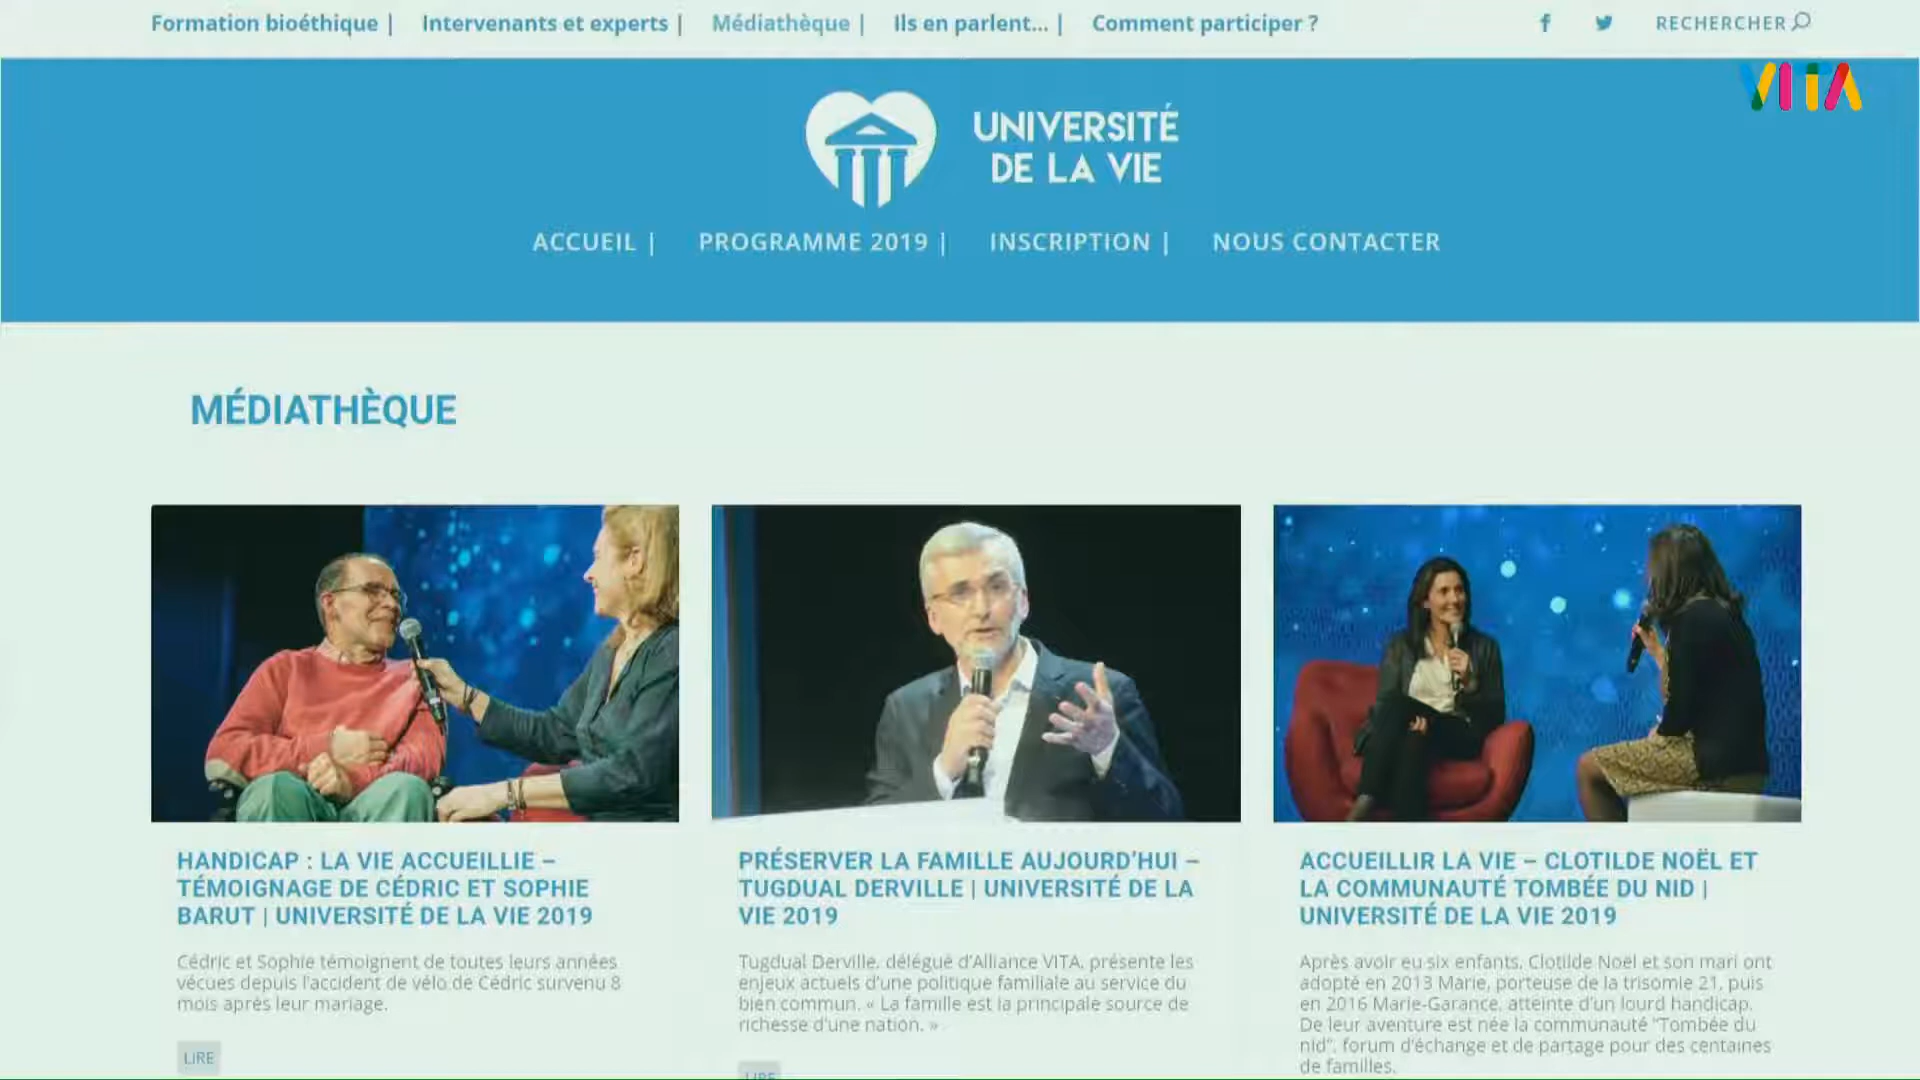 Formation bioéthique | Intervenants et experts | Médiathèque | Ils en parlent... | Comment participer ? RECHERCHER
VITA
UNIVERSITÉ
DE LA VIE
ACCUEIL | PROGRAMME 2019 | INSCRIPTION | NOUS CONTACTER
MÉDIATHÈQUE
HANDICAP : LA VIE ACCUEILLIE –
TÉMOIGNAGE DE CÉDRIC ET SOPHIE
BARUT | UNIVERSITÉ DE LA VIE 2019
Cédric et Sophie témoignent de toutes leurs années
vécues depuis l'accident de vélo de Cédric survenu 8
mois après leur mariage.
LIRE
PRÉSERVER LA FAMILLE AUJOURD'HUI –
TUGDUAL DERVILLE | UNIVERSITÉ DE LA
VIE 2019
Tugdual Derville, délégué d'Alliance VITA, présente les
enjeux actuels d'une politique familiale au service du
bien commun. « La famille est la principale source de
richesse d'une nation. »
LIRE
ACCUEILLIR LA VIE – CLOTILDE NOËL ET
LA COMMUNAUTÉ TOMBÉE DU NID |
UNIVERSITÉ DE LA VIE 2019
Après avoir eu six enfants, Clotilde Noël et son mari ont
adopté en 2013 Marie, porteuse de la trisomie 21, puis
en 2016 Marie-Garance, atteinte d'un lourd handicap.
De leur aventure est née la communauté "Tombée du
nid", forum d'échange et de partage pour des centaines
de familles.